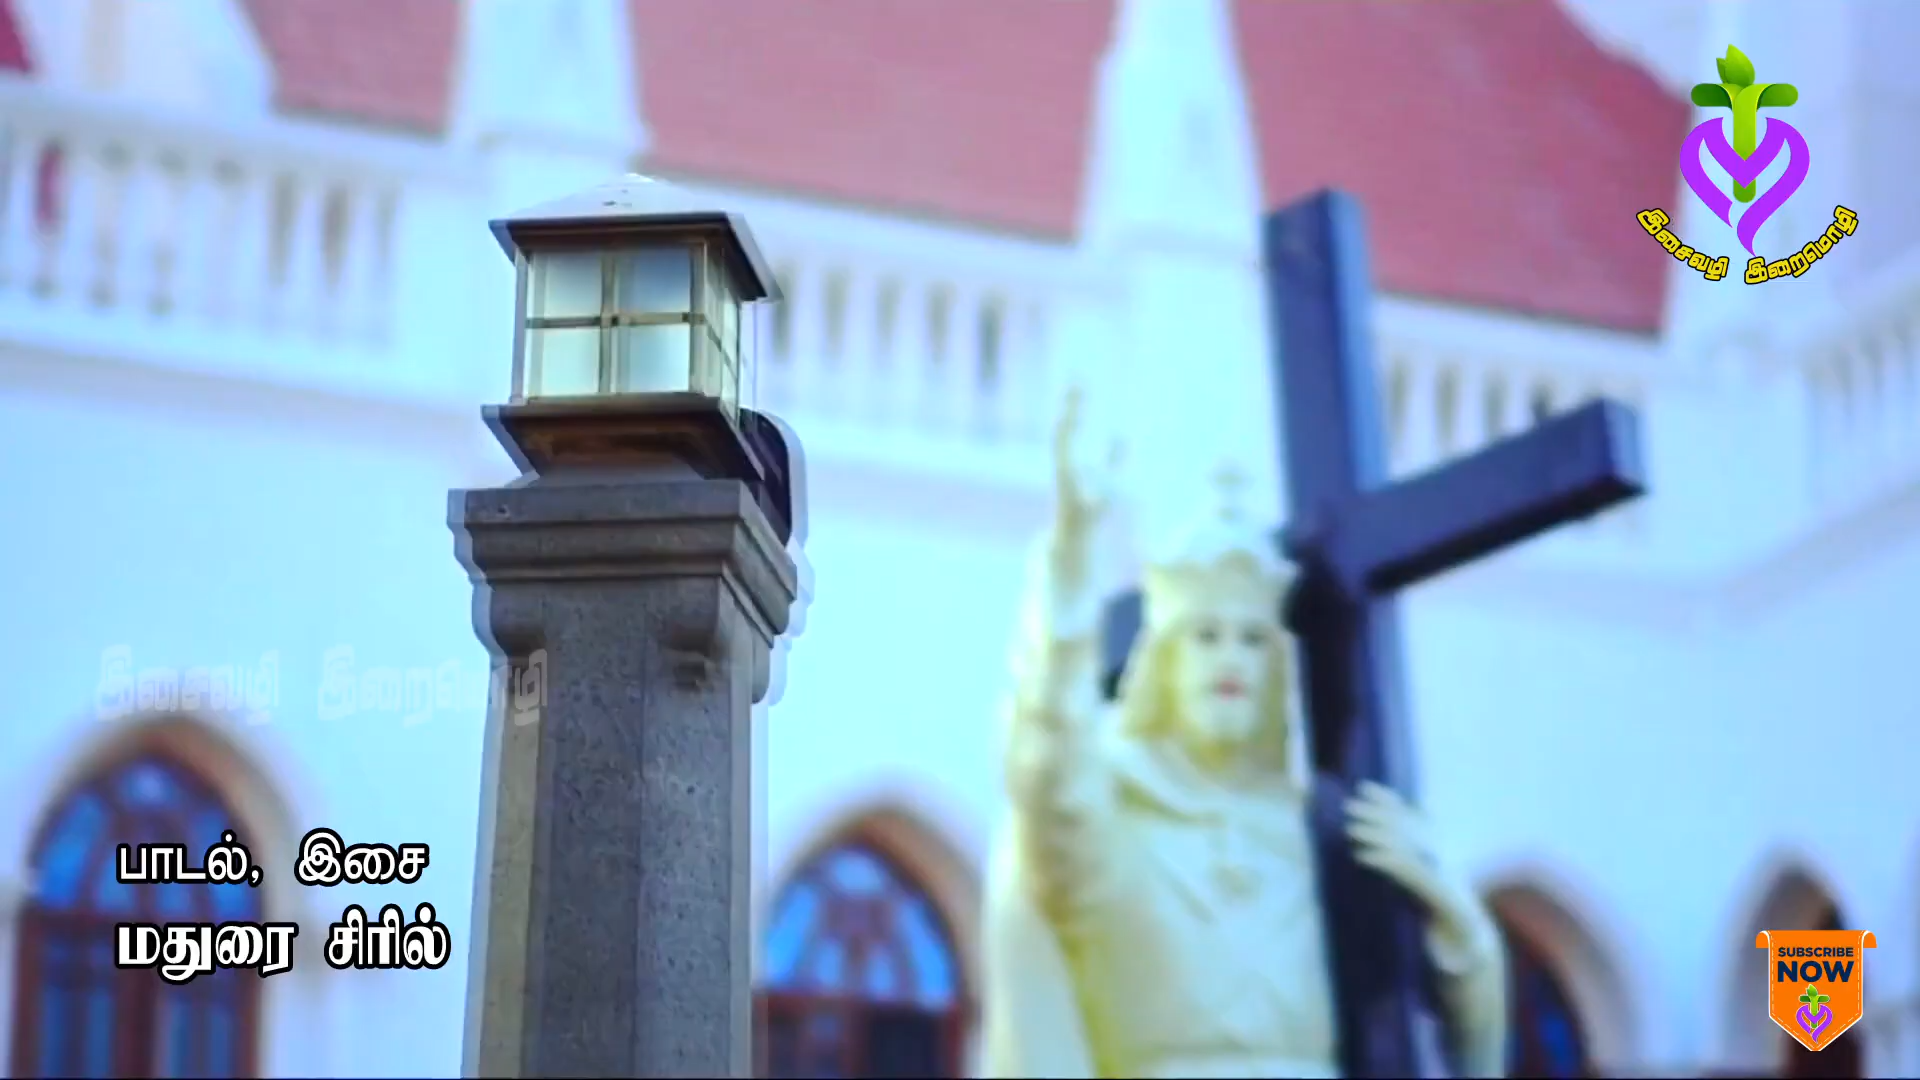 இசைவழி இறைமொழி
இசைவழி இறைமொழி
பாடல், இசை
மதுரை சிரில்
SUBSCRIBE
NOW